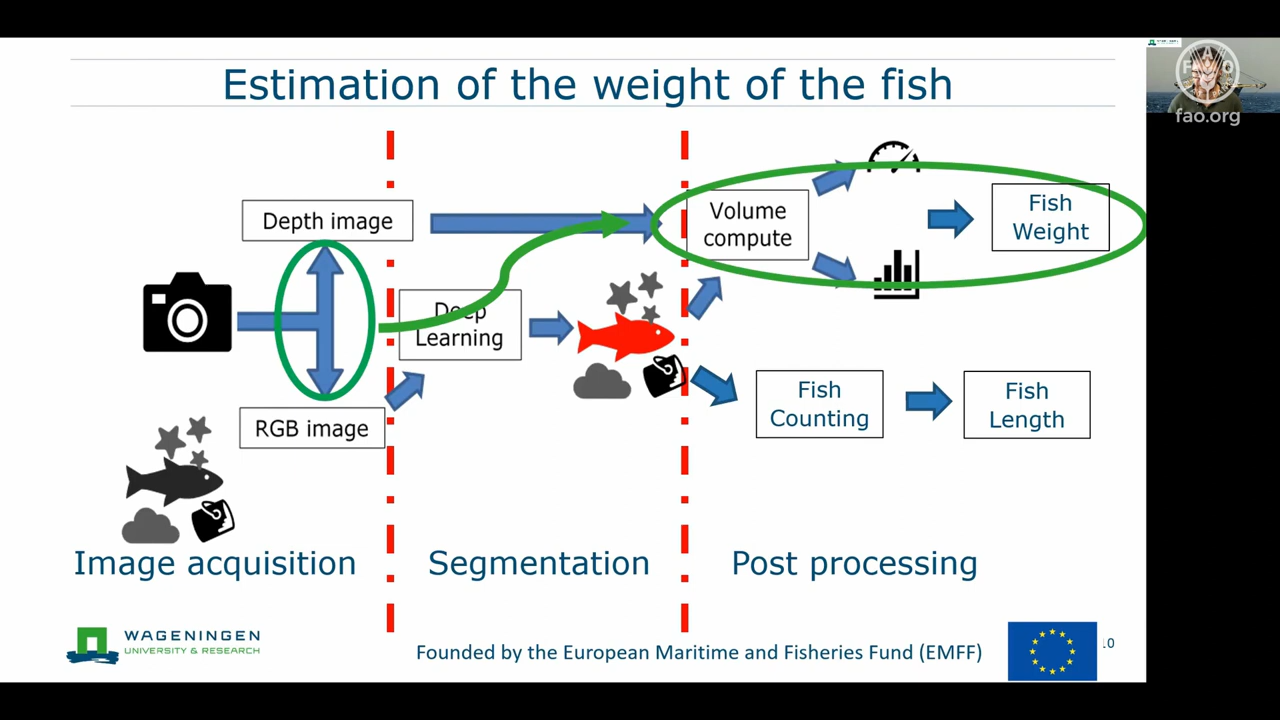 Estimation of the weight of the fish
FAO
fao.org
Depth image
Volume
compute
Fish
Weight
Deep
Learning
RGB image
Fish
Counting
Fish
Length
Image acquisition
Segmentation
Post processing
WAGENINGEN
UNIVERSITY & RESEARCH
Founded by the European Maritime and Fisheries Fund (EMFF)
10